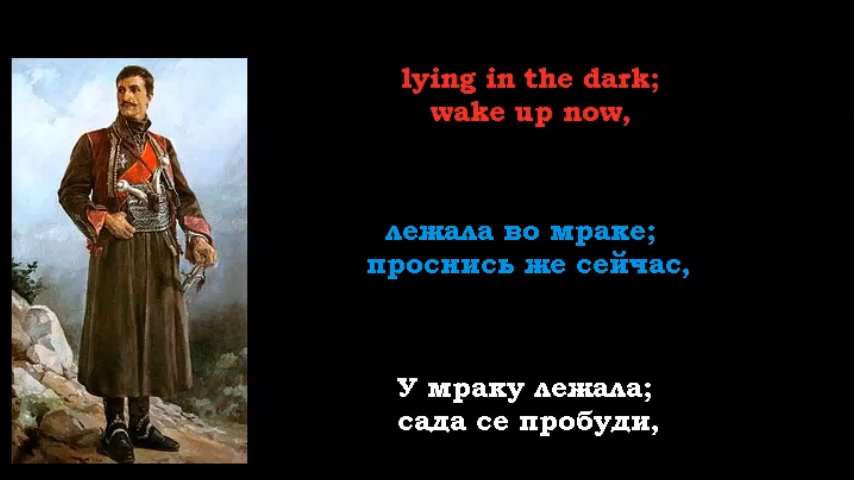 lying in the dark;
wake up now,
лежала во мраке;
проснись же сейчас,
У мраку лежала;
сада се пробуди,